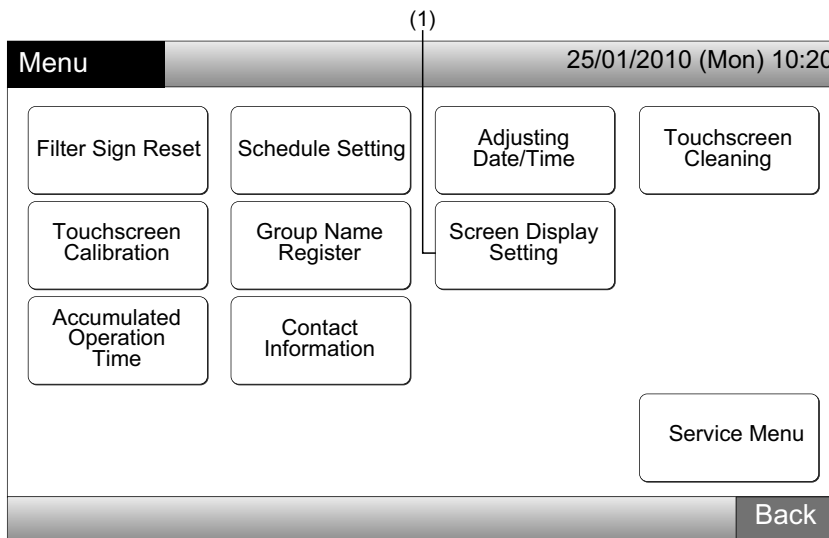 (1)
Menu
25/01/2010 (Mon) 10:20
Filter Sign Reset
Schedule Setting
Adjusting
Date/Time
Touchscreen
Cleaning
Touchscreen
Calibration
Group Name
Register
Screen Display
Setting
Accumulated
Operation
Time
Contact
Information
Service Menu
Back